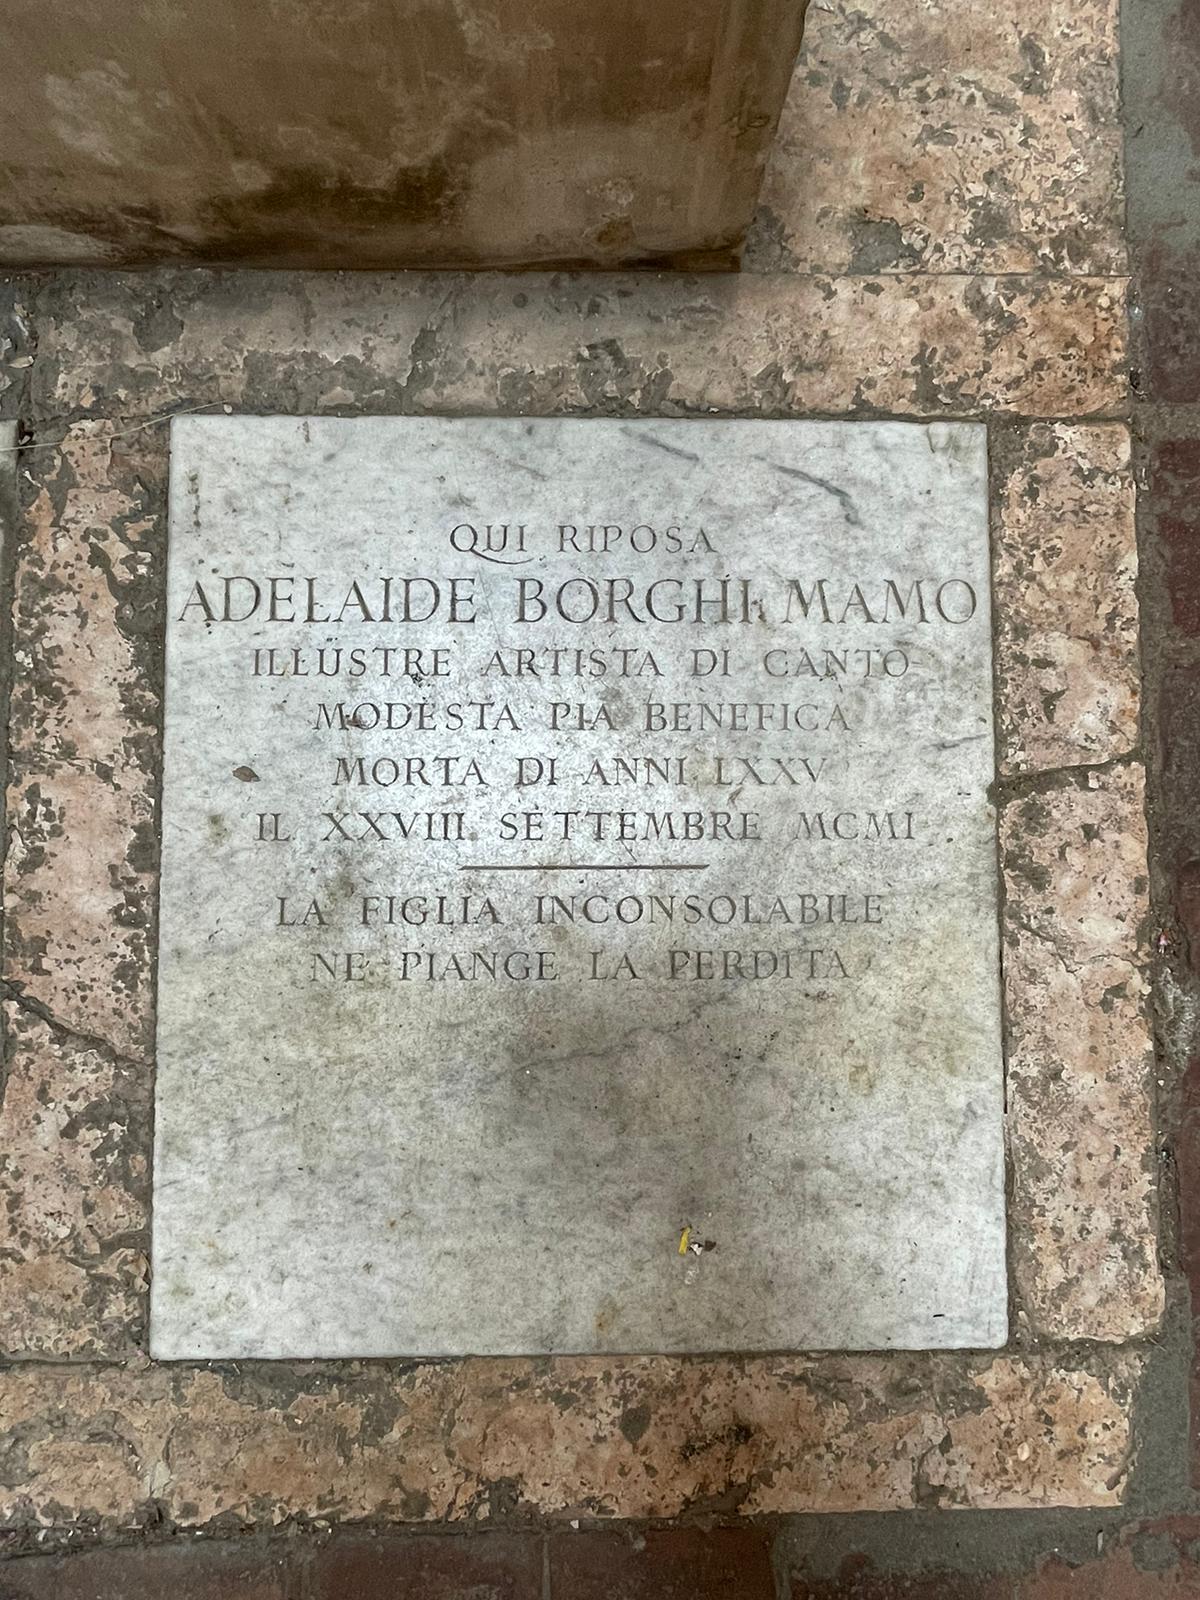 QUI RIPOSA
ADELAIDE BORGHI MAMO
ILLUSTRE ARTISTA DI CANTO
MODESTA PIA BENEFICA
MORTA DI ANNI LXXV
IL XXVIII SETTEMBRE MCMI
LA FIGLIA INCONSOLABILE
NE PIANGE LA PERDITA